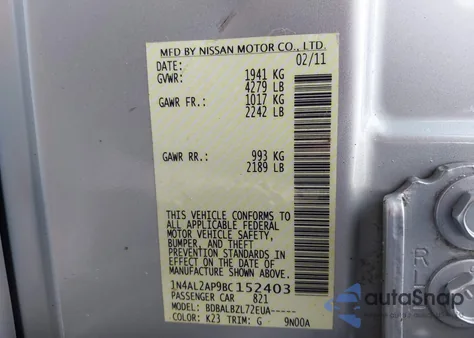 MFD BY NISSAN MOTOR CO., LTD.
DATE: 02/11
GVWR: 1941 KG
4279 LB
GAWR FR.: 1017 KG
2242 LB
GAWR RR.: 993 KG
2189 LB
THIS VEHICLE CONFORMS TO
ALL APPLICABLE FEDERAL
MOTOR VEHICLE SAFETY,
BUMPER, AND THEFT
PREVENTION STANDARDS IN
EFFECT ON THE DATE OF
MANUFACTURE SHOWN ABOVE.
1N4AL2AP9BC152403
PASSENGER CAR 821
BDBALBZL72EUA-----
COLOR: K23 TRIM: G 9N00A
autoSnap